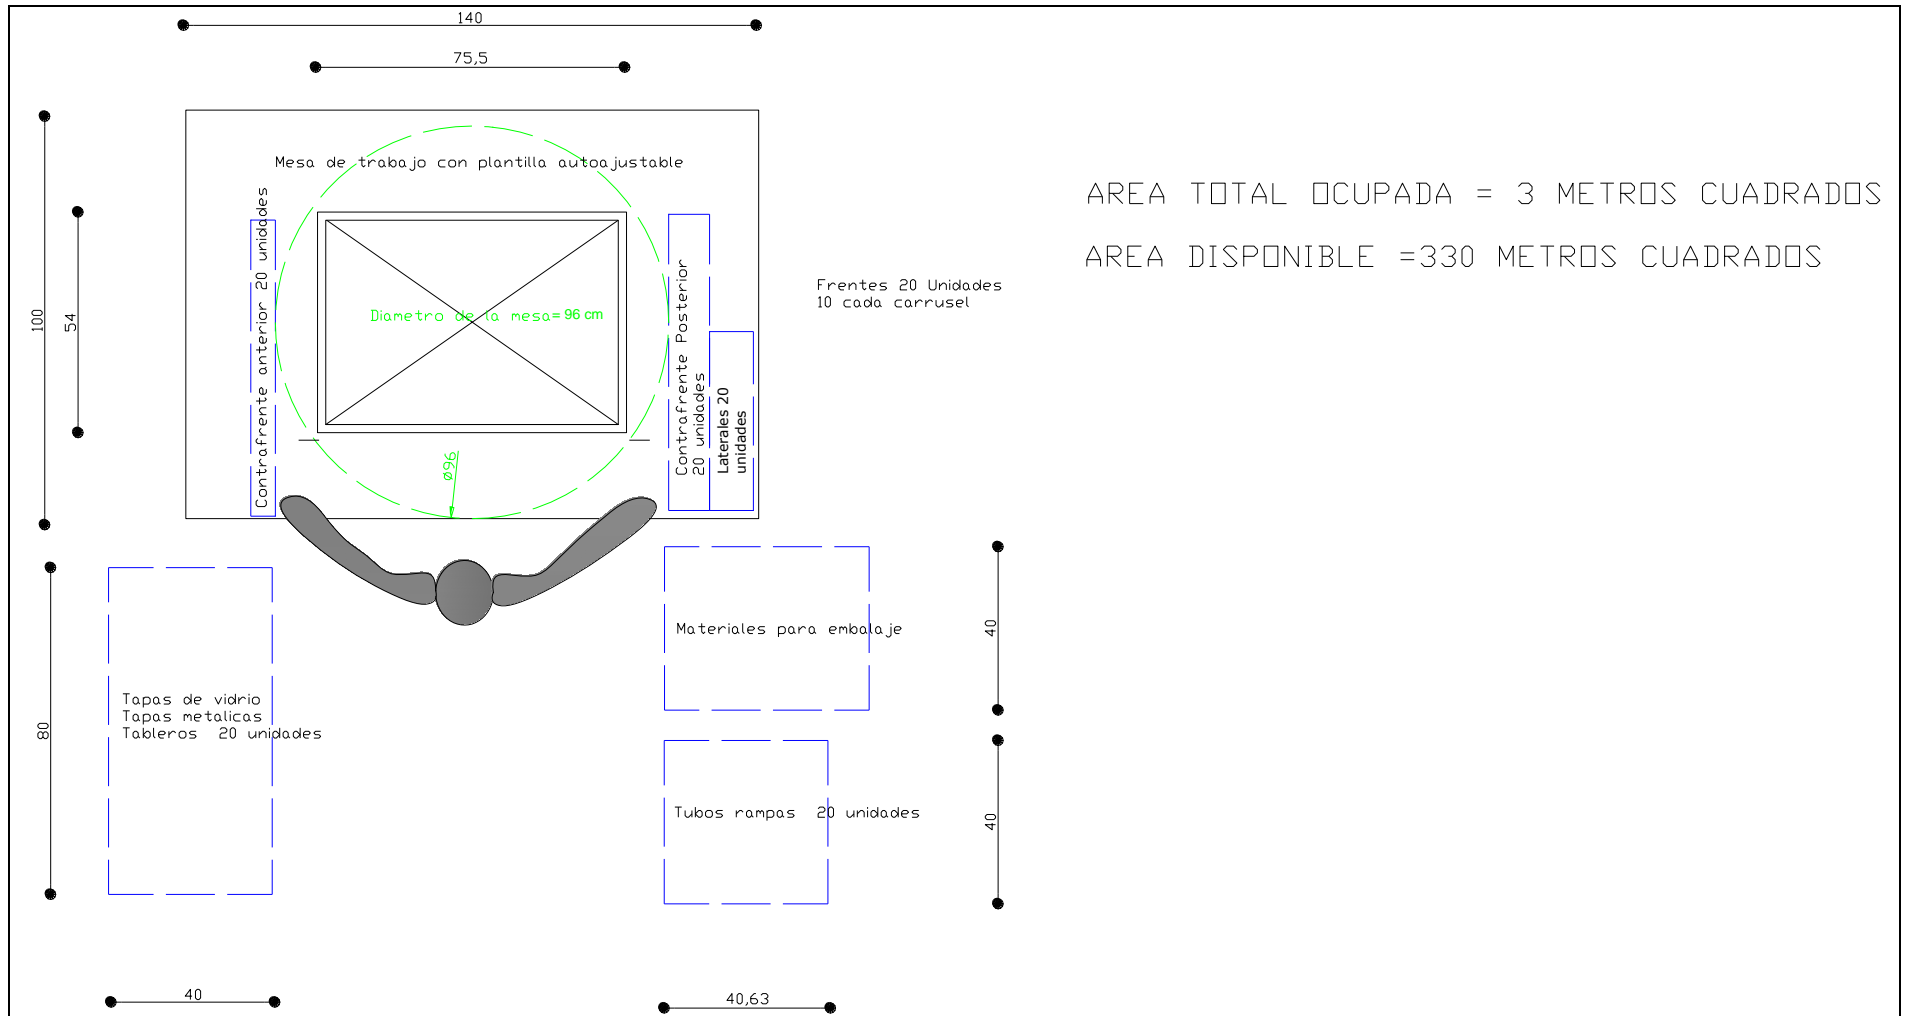 140
75,5
Mesa de trabajo con plantilla autoajustable
AREA TOTAL OCUPADA = 3 METROS CUADRADOS
AREA DISPONIBLE =330 METROS CUADRADOS
100
54
Contrafrente anterior 20 unidades
Diametro de la mesa= 96 cm
Contrafrente Posterior
20 unidades
Laterales 20
unidades
Frentes 20 Unidades
10 cada carrusel
Ø96
80
Tapas de vidrio
Tapas metalicas
Tableros 20 unidades
Materiales para embalaje
40
Tubos rampas 20 unidades
40
40
40,63